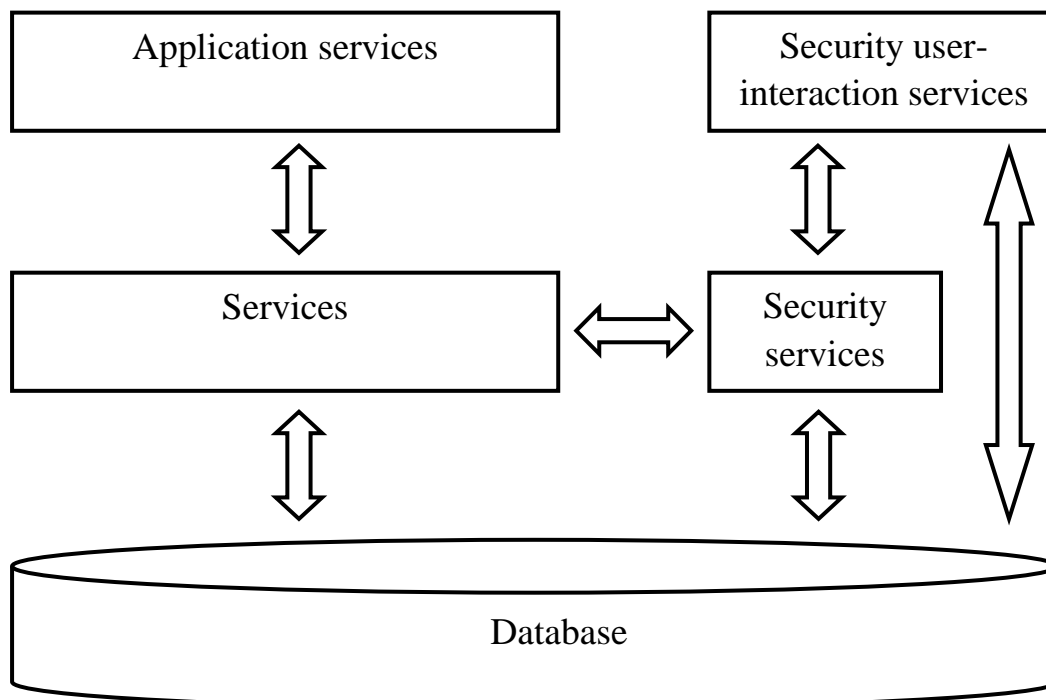 Application services
Security user-
interaction services
Services
Security
services
Database